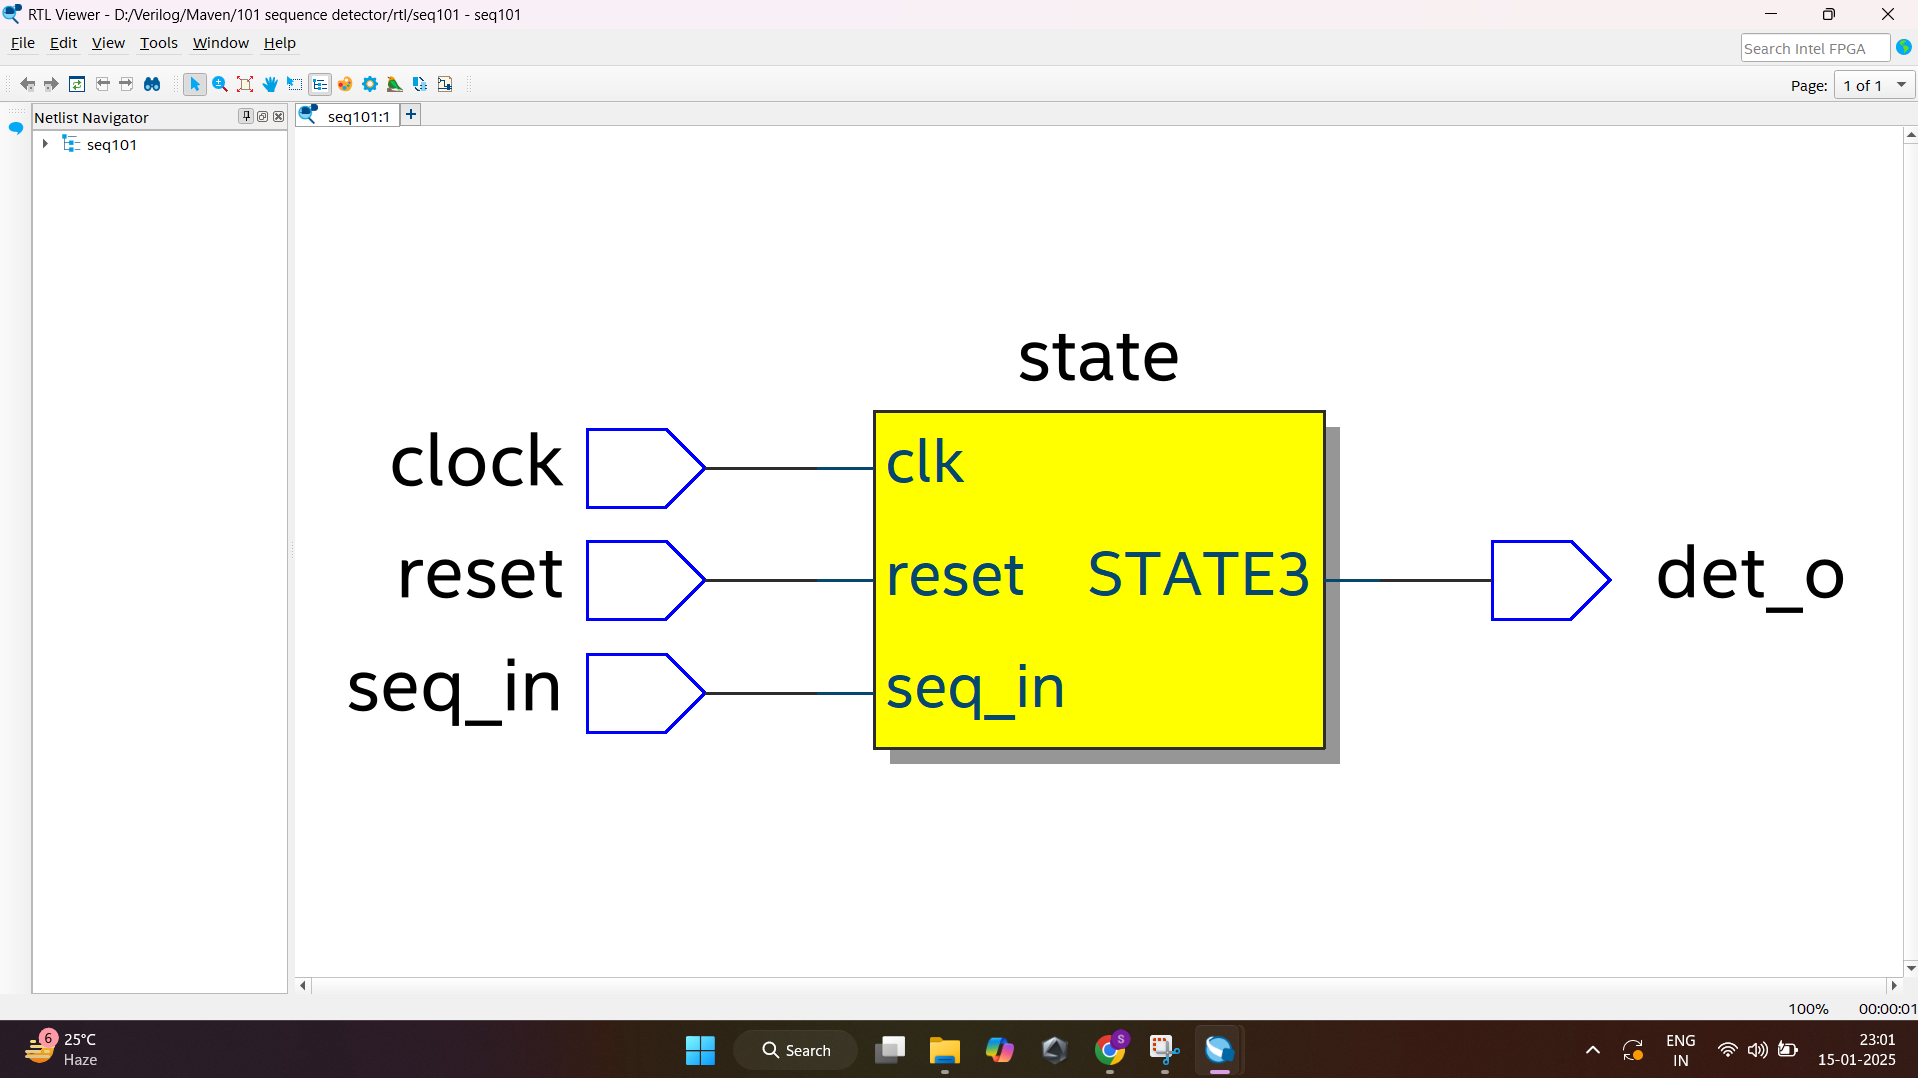 RTL Viewer - D:/Verilog/Maven/101 sequence detector/rtl/seq101 - seq101
File Edit View Tools Window Help
Search Intel FPGA
Page: 1 of 1
Netlist Navigator
seq101:1
seq101
state
clock
clk
reset
reset
STATE3
det_o
seq_in
seq_in
100% 00:00:01
6
25°C
Haze
Search
S
ENG
IN
23:01
15-01-2025